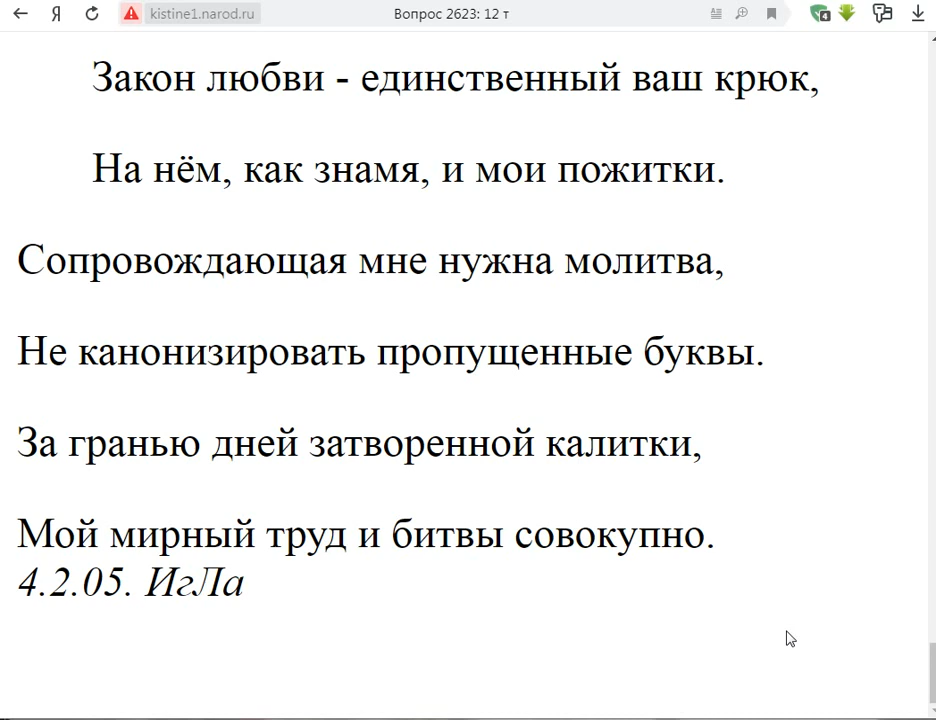 Я kistine1.narod.ru Вопрос 2623: 12 т 4
Закон любви - единственный ваш крюк,
На нём, как знамя, и мои пожитки.
Сопровождающая мне нужна молитва,
Не канонизировать пропущенные буквы.
За гранью дней затворенной калитки,
Мой мирный труд и битвы совокупно.
4.2.05. ИгЛа